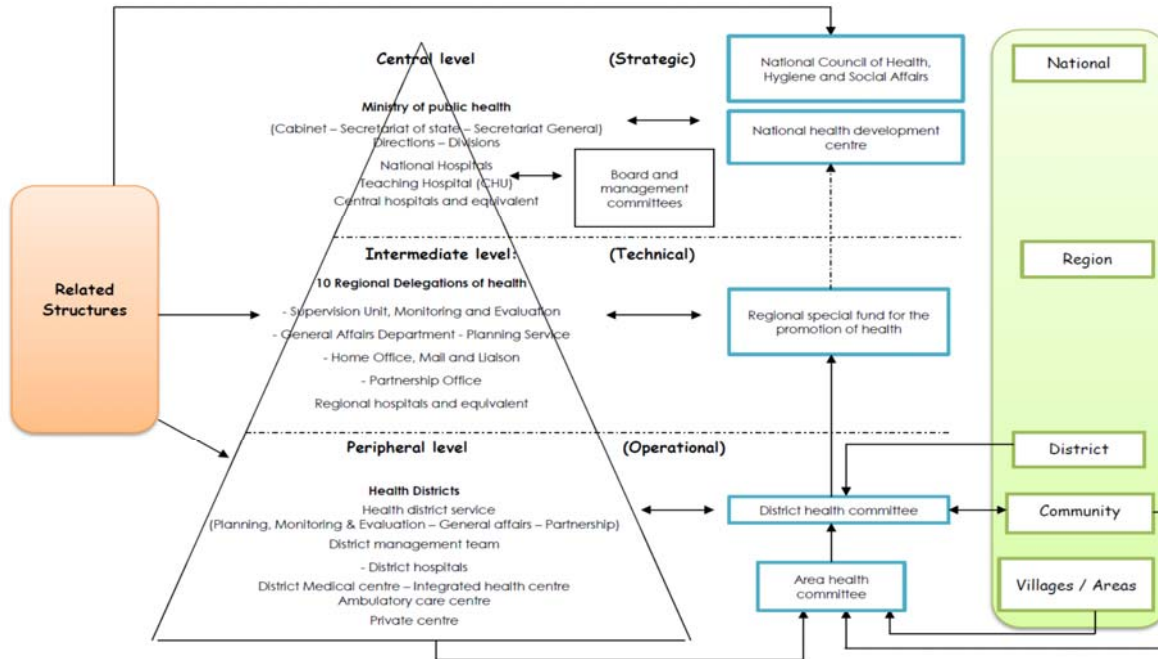 Central level
(Strategic)
National Council of Health,
Hygiene and Social Affairs
National
Ministry of public health
(Cabinet – Secretariat of state – Secretariat General)
Directions – Divisions
National health development
centre
National Hospitals
Teaching Hospital (CHU)
Central hospitals and equivalent
Board and
management
committees
Related
Structures
Intermediate level:
(Technical)
Region
10 Regional Delegations of health
- Supervision Unit, Monitoring and Evaluation
- General Affairs Department - Planning Service
- Home Office, Mail and Liaison
- Partnership Office
Regional hospitals and equivalent
Regional special fund for the
promotion of health
Peripheral level
(Operational)
District
Health Districts
Health district service
(Planning, Monitoring & Evaluation – General affairs – Partnership)
District management team
- District hospitals
District Medical centre – Integrated health centre
Ambulatory care centre
Private centre
District health committee
Community
Area health
committee
Villages / Areas